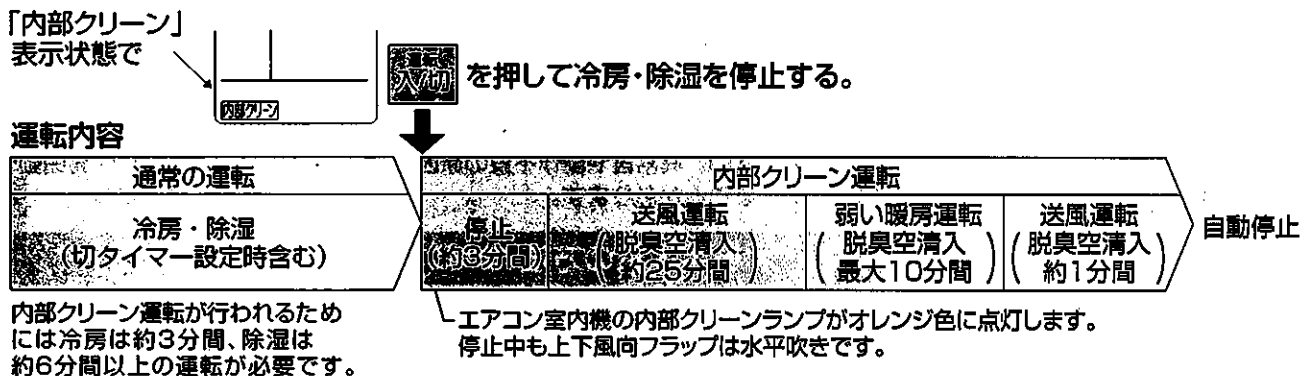 「内部クリーン」
表示状態で
内部クリーン
運転
入/切
を押して冷房・除湿を停止する。
運転内容
通常の運転
内部クリーン運転
冷房・除湿
(切タイマー設定時含む)
停止
(約3分間)
送風運転
(脱臭空清入
約25分間)
弱い暖房運転
(脱臭空清入
最大10分間)
送風運転
(脱臭空清入
約1分間)
自動停止
内部クリーン運転が行われるため
には冷房は約3分間、除湿は
約6分間以上の運転が必要です。
エアコン室内機の内部クリーンランプがオレンジ色に点灯します。
停止中も上下風向フラップは水平吹きです。